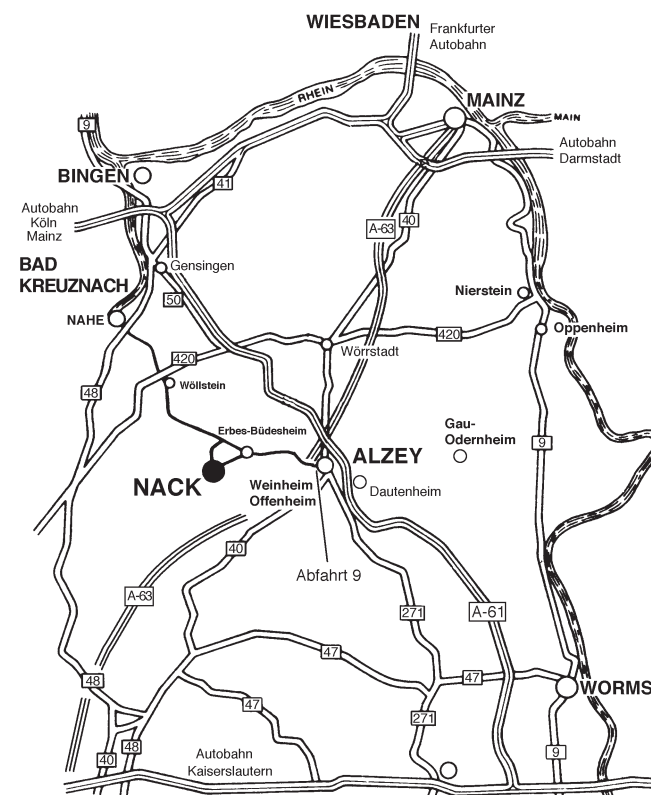 WIESBADEN
Frankfurter
Autobahn
RHEIN
MAINZ
MAIN
9
Autobahn
Darmstadt
BINGEN
41
Autobahn
Köln
Mainz
A-63
40
BAD
KREUZNACH
Gensingen
Nierstein
50
NAHE
Oppenheim
420
Wörrstadt
420
Wöllstein
48
Erbes-Büdesheim
Gau-
Odernheim
9
ALZEY
NACK
Weinheim
Offenheim
Dautenheim
40
Abfahrt 9
A-63
271
A-61
47
47
48
WORMS
47
271
48
40
9
Autobahn
Kaiserslautern